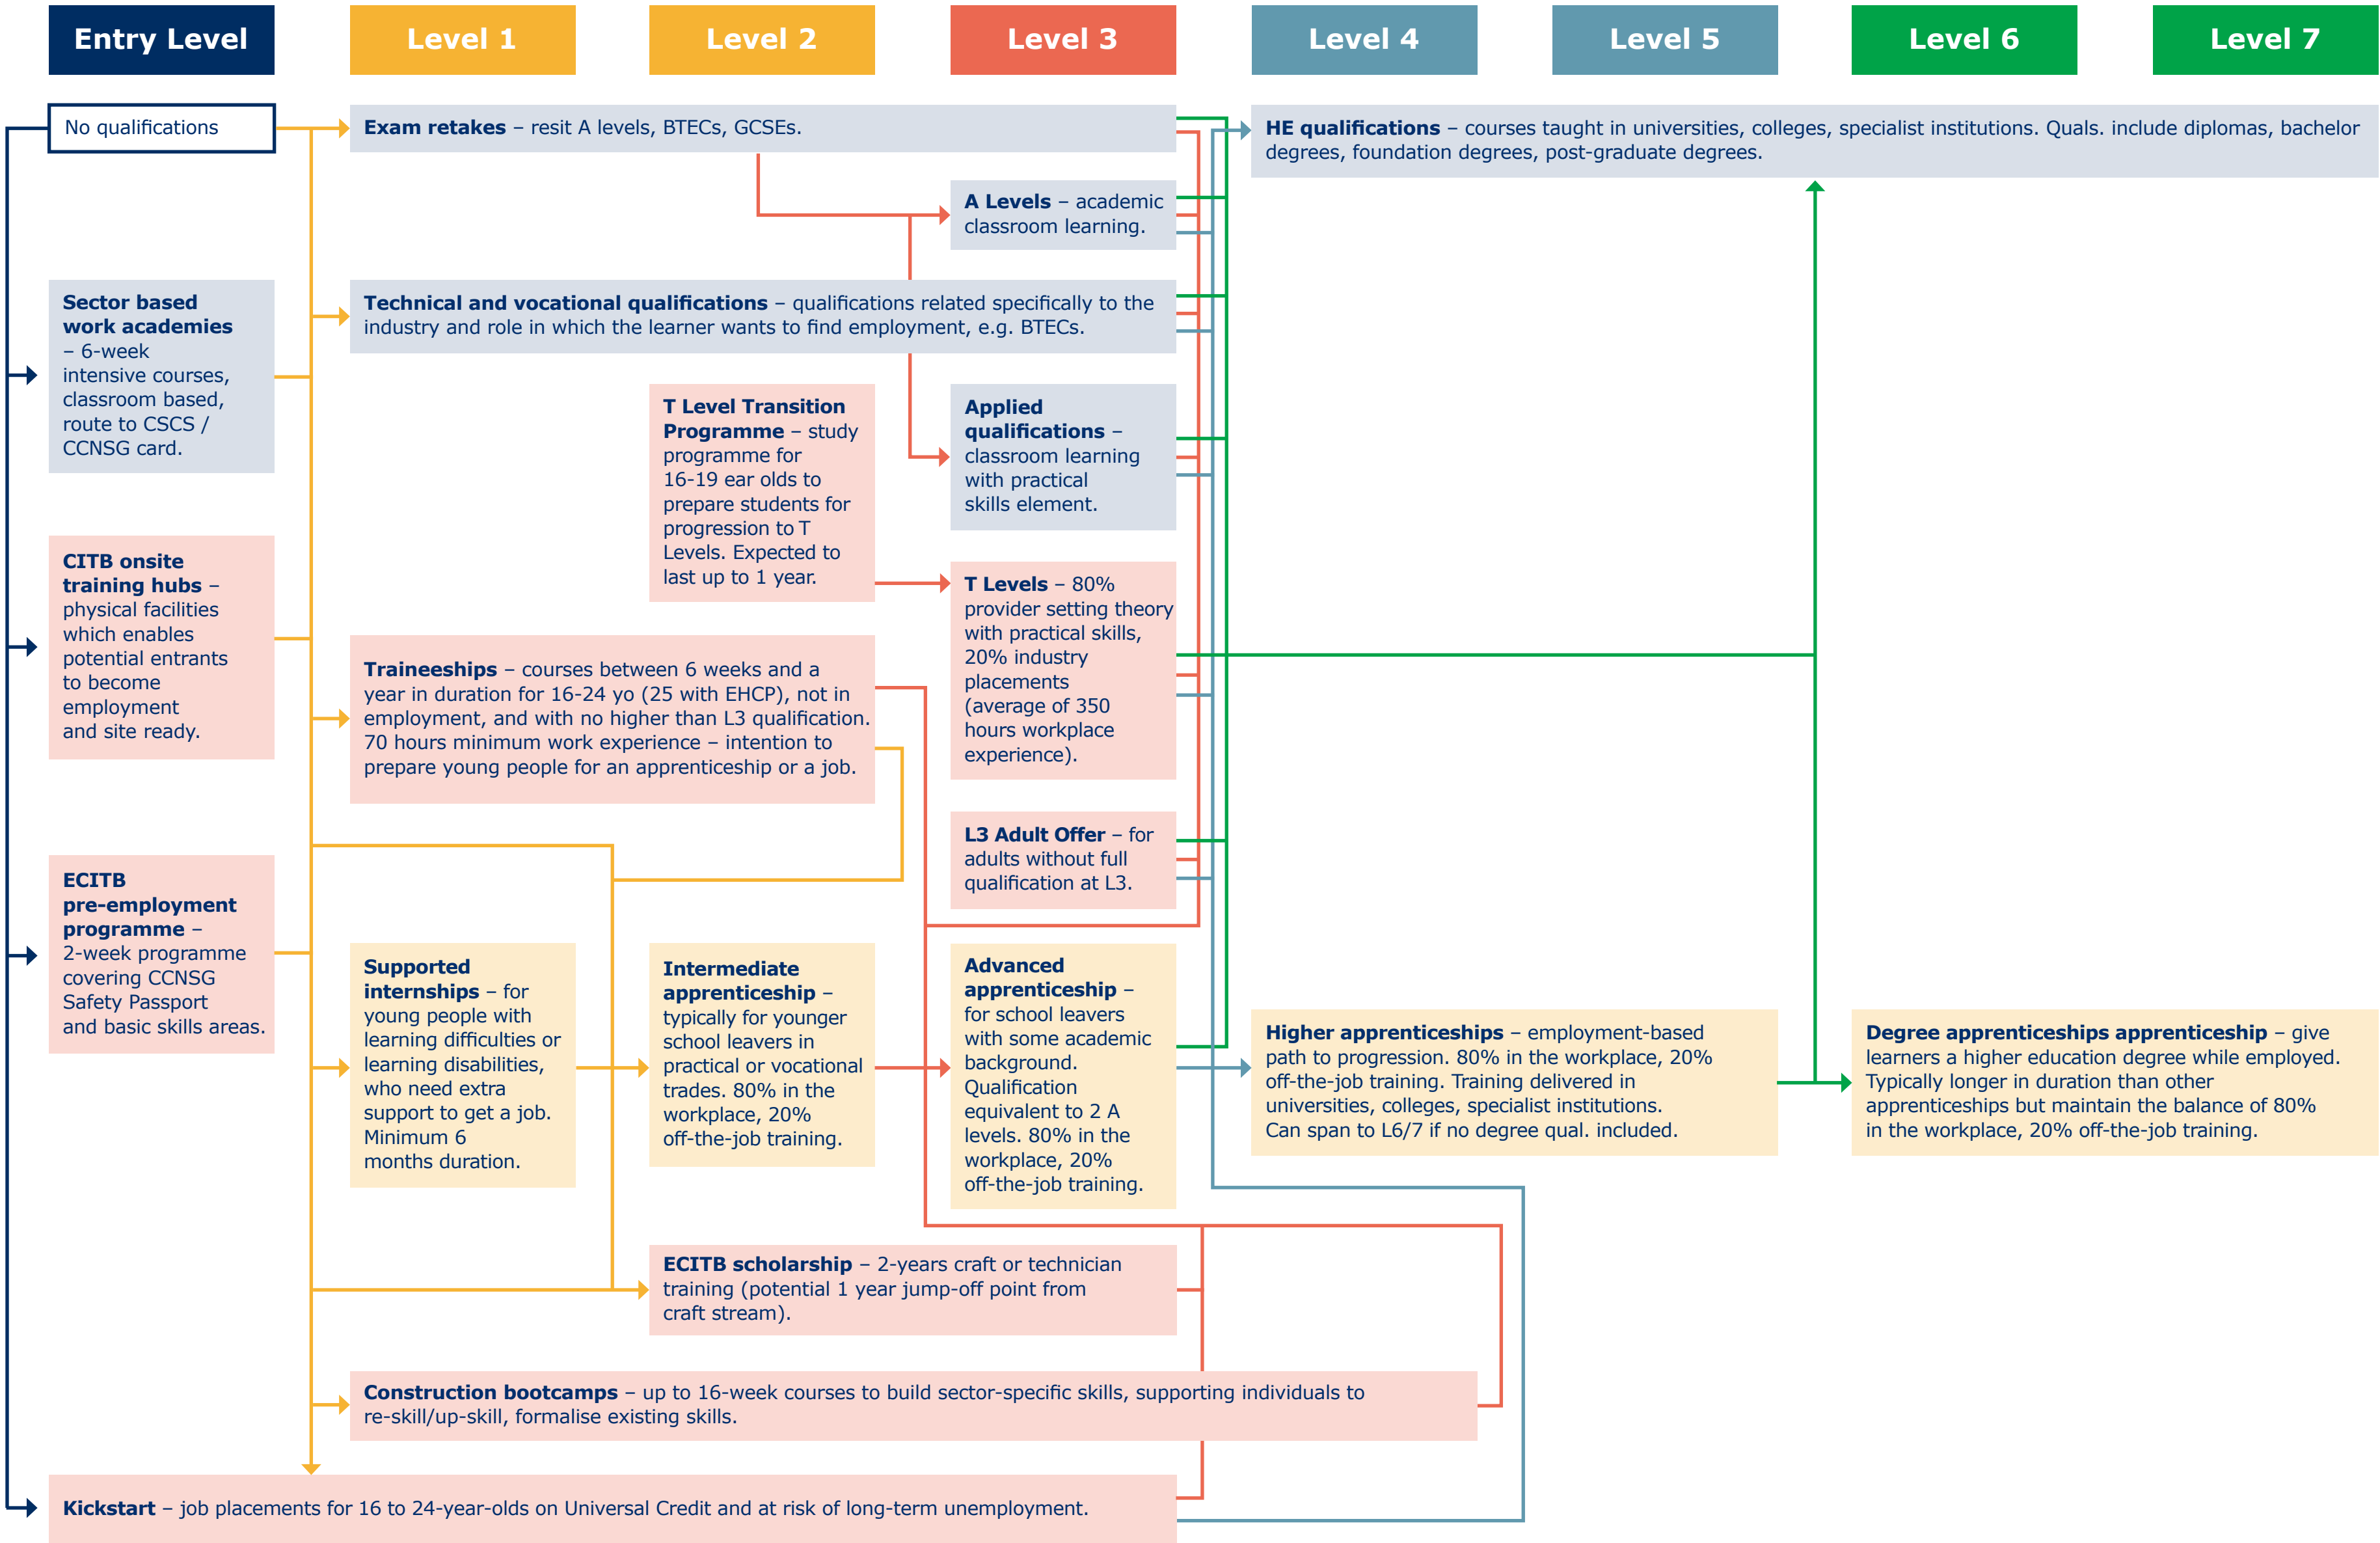 Entry Level
Level 1
Level 2
Level 3
Level 4
Level 5
Level 6
Level 7
No qualifications
Exam retakes – resit A levels, BTECs, GCSEs.
HE qualifications – courses taught in universities, colleges, specialist institutions. Quals. include diplomas, bachelor
degrees, foundation degrees, post-graduate degrees.
A Levels – academic
classroom learning.
Sector based
work academies
– 6-week
intensive courses,
classroom based,
route to CSCS /
CCNSG card.
Technical and vocational qualifications – qualifications related specifically to the
industry and role in which the learner wants to find employment, e.g. BTECs.
T Level Transition
Programme – study
programme for
16-19 ear olds to
prepare students for
progression to T
Levels. Expected to
last up to 1 year.
Applied
qualifications –
classroom learning
with practical
skills element.
CITB onsite
training hubs –
physical facilities
which enables
potential entrants
to become
employment
and site ready.
T Levels – 80%
provider setting theory
with practical skills,
20% industry
placements
(average of 350
hours workplace
experience).
Traineeships – courses between 6 weeks and a
year in duration for 16-24 yo (25 with EHCP), not in
employment, and with no higher than L3 qualification.
70 hours minimum work experience – intention to
prepare young people for an apprenticeship or a job.
L3 Adult Offer – for
adults without full
qualification at L3.
ECITB
pre-employment
programme –
2-week programme
covering CCNSG
Safety Passport
and basic skills areas.
Supported
internships – for
young people with
learning difficulties or
learning disabilities,
who need extra
support to get a job.
Minimum 6
months duration.
Intermediate
apprenticeship –
typically for younger
school leavers in
practical or vocational
trades. 80% in the
workplace, 20%
off-the-job training.
Advanced
apprenticeship –
for school leavers
with some academic
background.
Qualification
equivalent to 2 A
levels. 80% in the
workplace, 20%
off-the-job training.
Higher apprenticeships – employment-based
path to progression. 80% in the workplace, 20%
off-the-job training. Training delivered in
universities, colleges, specialist institutions.
Can span to L6/7 if no degree qual. included.
Degree apprenticeships apprenticeship – give
learners a higher education degree while employed.
Typically longer in duration than other
apprenticeships but maintain the balance of 80%
in the workplace, 20% off-the-job training.
ECITB scholarship – 2-years craft or technician
training (potential 1 year jump-off point from
craft stream).
Construction bootcamps – up to 16-week courses to build sector-specific skills, supporting individuals to
re-skill/up-skill, formalise existing skills.
Kickstart – job placements for 16 to 24-year-olds on Universal Credit and at risk of long-term unemployment.